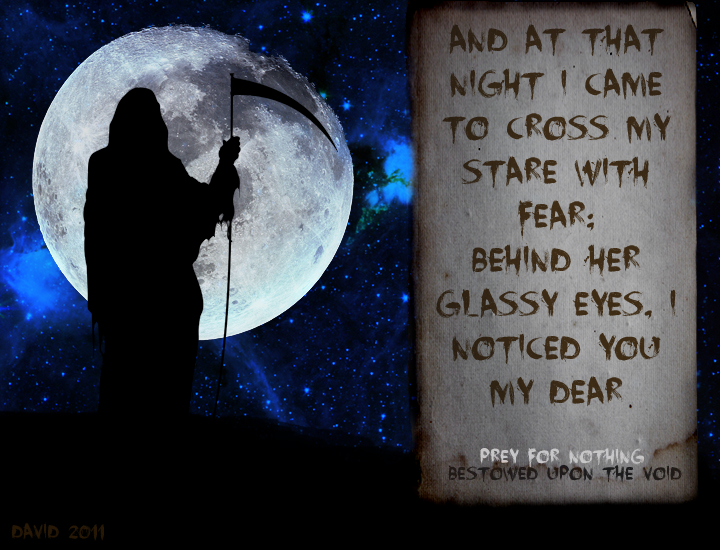 AND AT THAT
NIGHT I CAME
TO CROSS MY
STARE WITH
FEAR;
BEHIND HER
GLASSY EYES, I
NOTICED YOU
MY DEAR.
PREY FOR NOTHING
BESTOWED UPON THE VOID
DAVID 2011